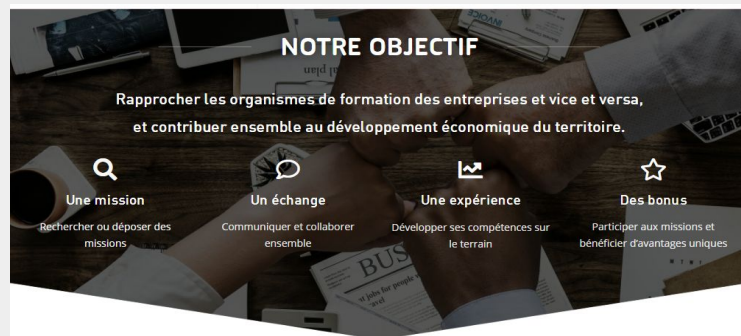 NOTRE OBJECTIF
Rapprocher les organismes de formation des entreprises et vice et versa,
et contribuer ensemble au développement économique du territoire.
Une mission
Rechercher ou déposer des
missions
Un échange
Communiquer et collaborer
ensemble
Une expérience
Développer ses compétences sur
le terrain
Des bonus
Participer aux missions et
bénéficier d'avantages uniques
INVOICE
BUS